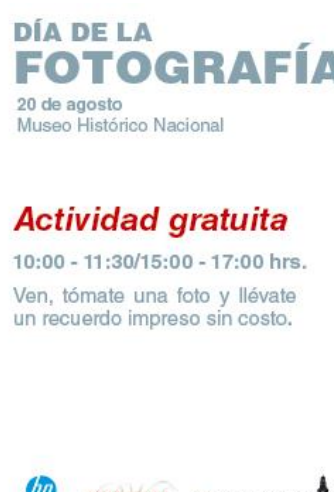 DÍA DE LA
FOTOGRAFÍA
20 de agosto
Museo Histórico Nacional
Actividad gratuita
10:00 - 11:30/15:00 - 17:00 hrs.
Ven, tómate una foto y llévate
un recuerdo impreso sin costo.
hp